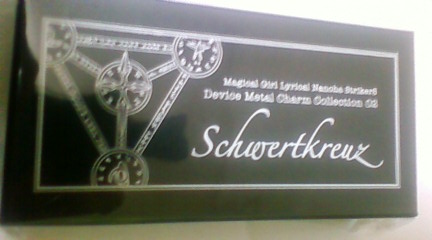 Magical Girl Lyrical Nanoha StrikerS
Device Metal Charm Collection 02
Schwertkreuz